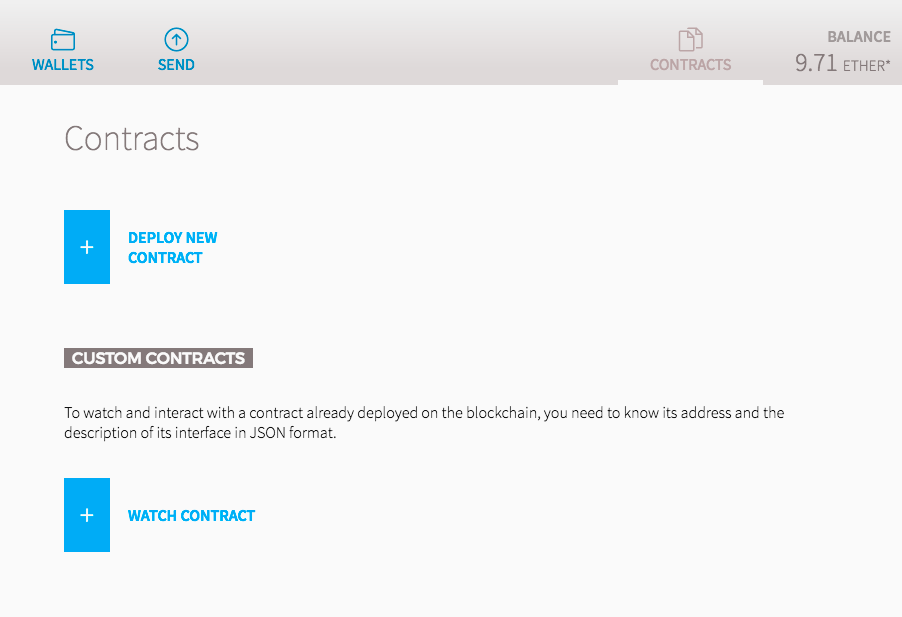 WALLETS
SEND
CONTRACTS
BALANCE
9.71 ETHER*
Contracts
+
DEPLOY NEW
CONTRACT
CUSTOM CONTRACTS
To watch and interact with a contract already deployed on the blockchain, you need to know its address and the
description of its interface in JSON format.
+
WATCH CONTRACT